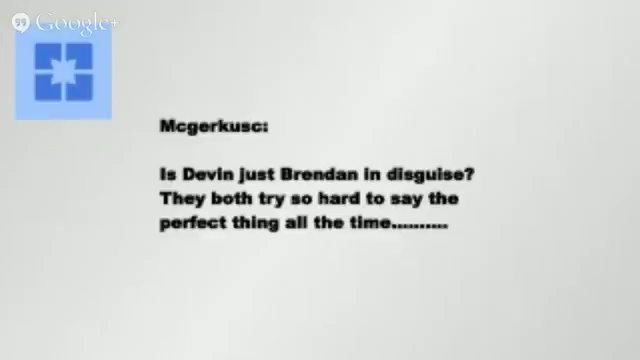 Google+
Mcgerkusc:
Is Devin just Brendan in disguise?
They both try so hard to say the
perfect thing all the time..........